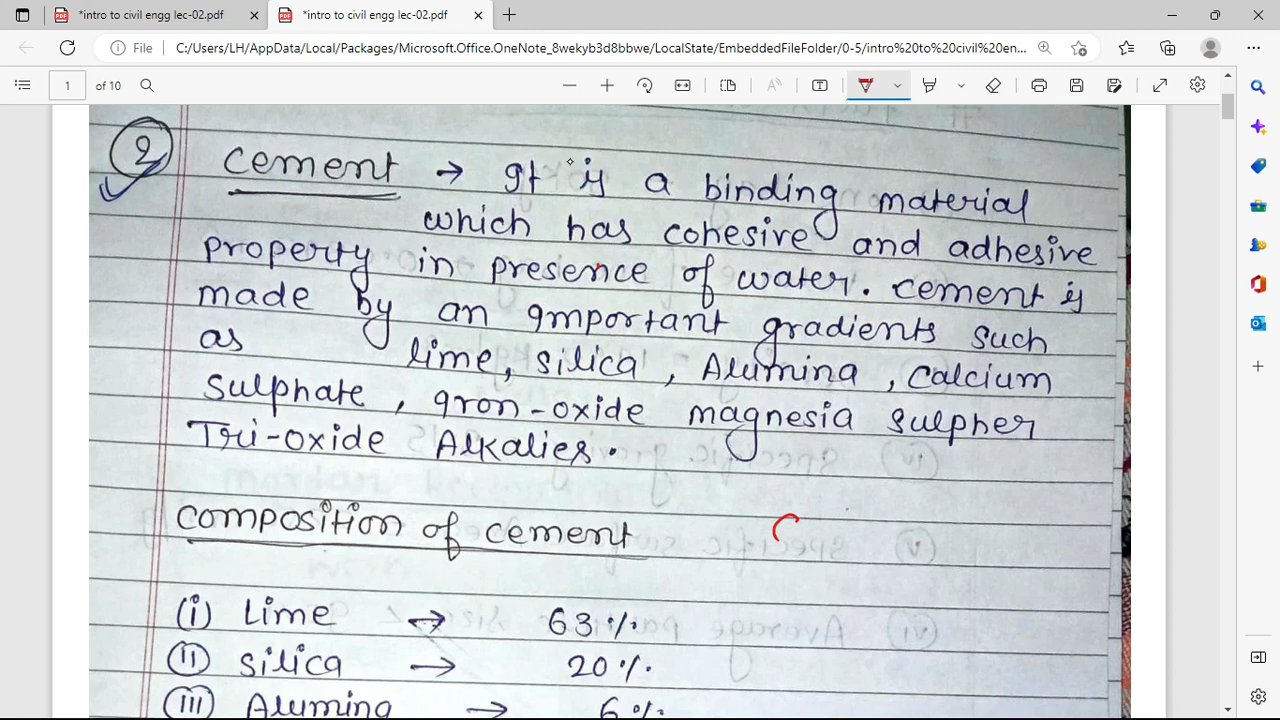 *intro to civil engg lec-02.pdf
*intro to civil engg lec-02.pdf
File
C:/Users/LH/AppData/Local/Packages/Microsoft.Office.OneNote_8wekyb3d8bbwe/LocalState/EmbeddedFileFolder/0-5/intro%20to%20civil%20en...
1 of 10
2 Cement → It is a binding material
which has cohesive and adhesive
property in presence of water. cement is
made by an important gradients such
as lime, silica, Alumina, calcium
sulphate, iron-oxide magnesia sulpher
Tri-oxide Alkalies.
composition of cement
(i) Lime → 63%
(ii) silica → 20%
(iii) Alumina → 6%